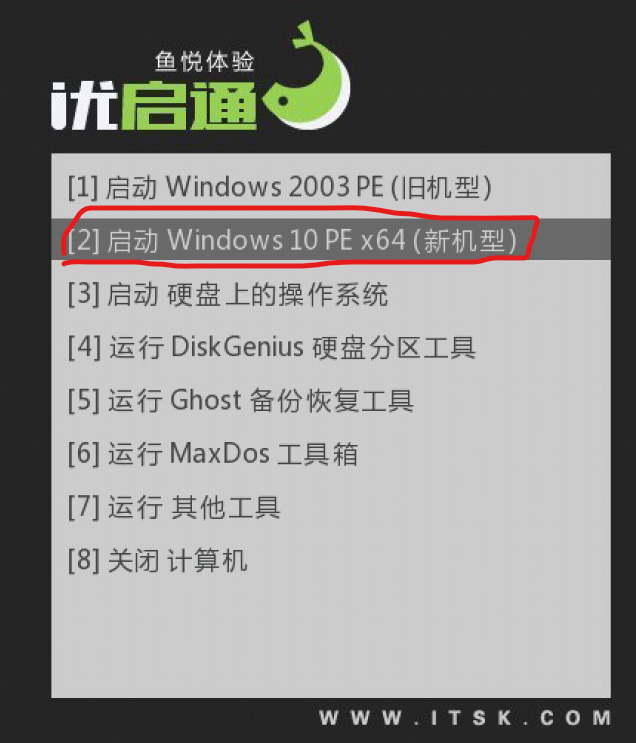 鱼悦体验
优启通
[1] 启动 Windows 2003 PE (旧机型)
[2] 启动 Windows 10 PE x64 (新机型)
[3] 启动 硬盘上的操作系统
[4] 运行 DiskGenius 硬盘分区工具
[5] 运行 Ghost 备份恢复工具
[6] 运行 MaxDos 工具箱
[7] 运行 其他工具
[8] 关闭 计算机
WWW.ITSK.COM